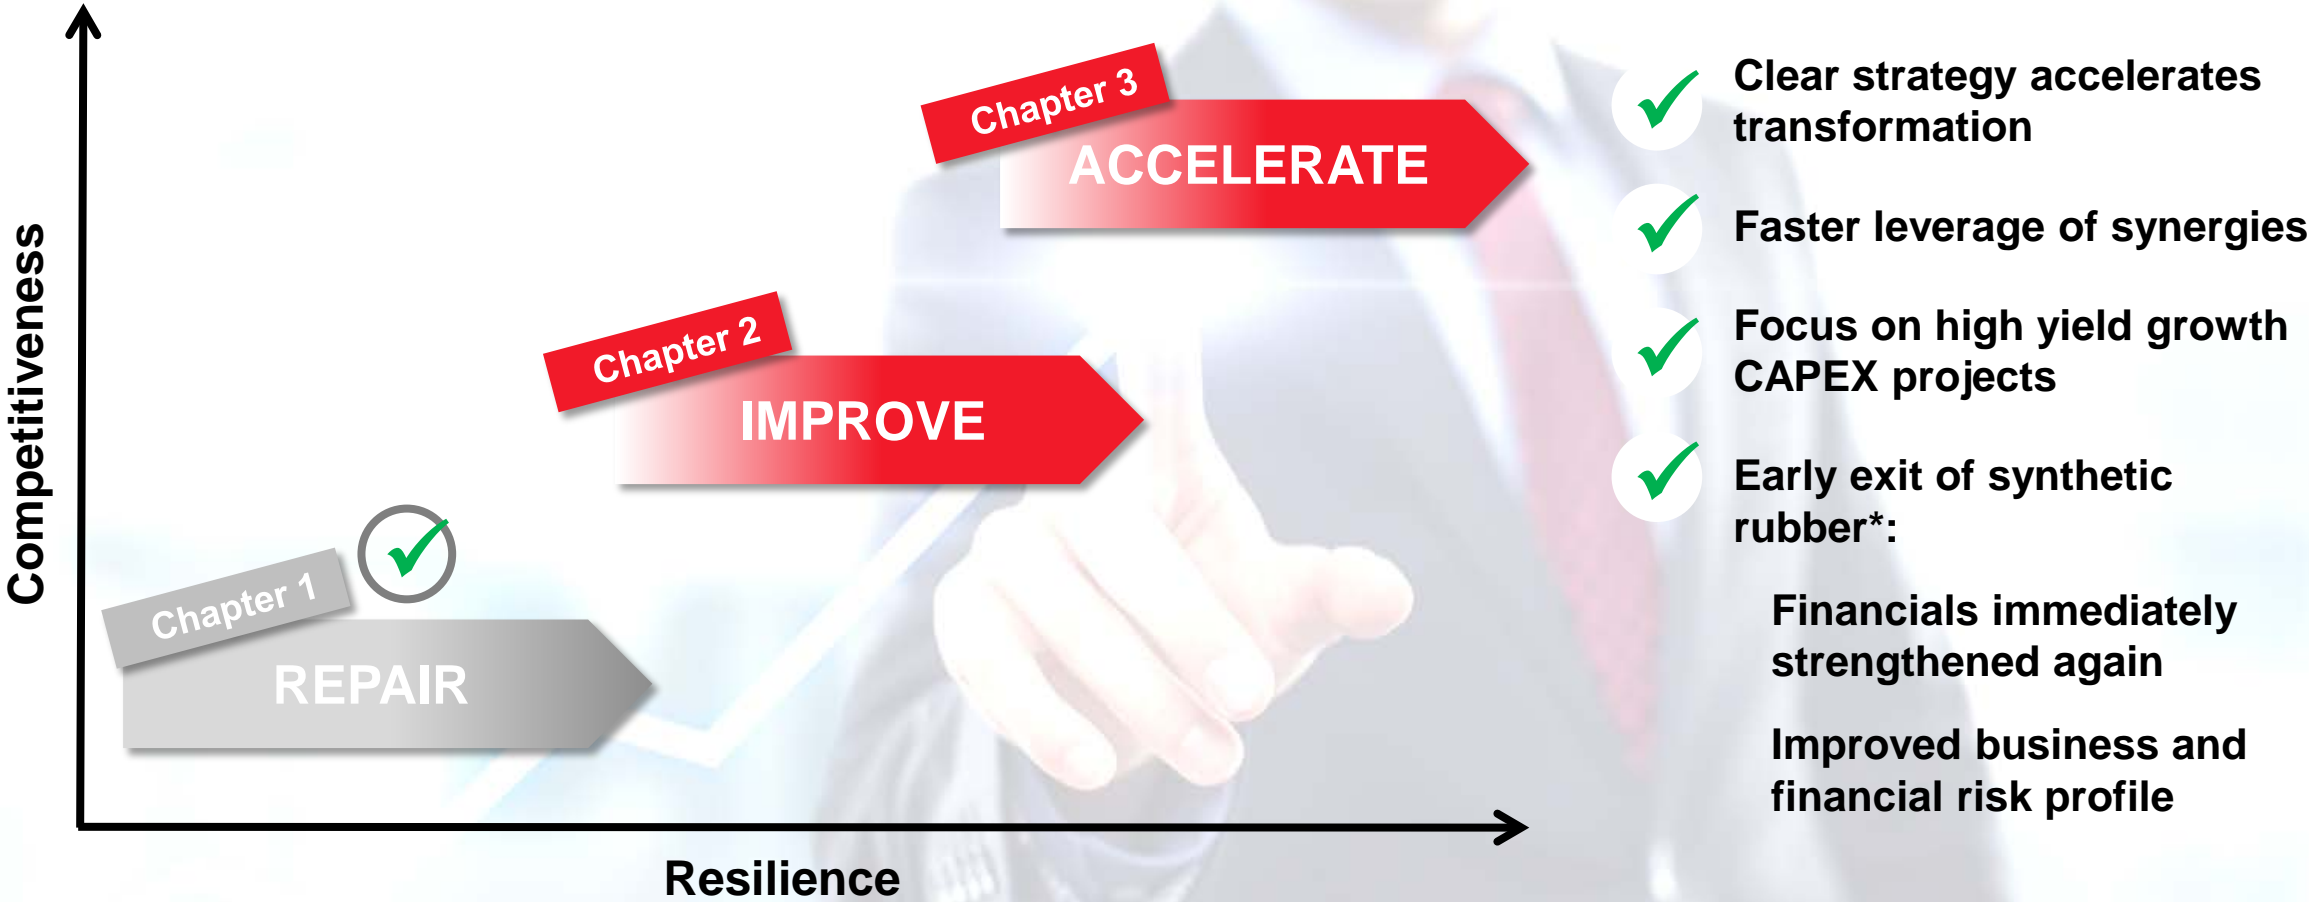 Competitiveness
Chapter 3
ACCELERATE
Chapter 2
IMPROVE
Chapter 1
REPAIR
Resilience
Clear strategy accelerates
transformation
Faster leverage of synergies
Focus on high yield growth
CAPEX projects
Early exit of synthetic
rubber*:
Financials immediately
strengthened again
Improved business and
financial risk profile